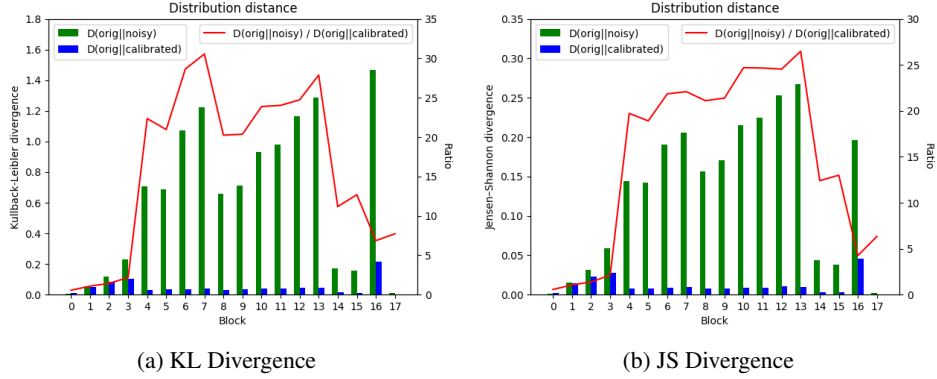 Distribution distance
D(orig||noisy)
D(orig||calibrated)
D(orig||noisy) / D(orig||calibrated)
Kullback-Leibler divergence
1.8
1.6
1.4
1.2
1.0
0.8
0.6
0.4
0.2
0.0
35
30
25
20
15
10
5
0
Ratio
0 1 2 3 4 5 6 7 8 9 10 11 12 13 14 15 16 17
Block
(a) KL Divergence
Distribution distance
D(orig||noisy)
D(orig||calibrated)
D(orig||noisy) / D(orig||calibrated)
Jensen–Shannon divergence
0.35
0.30
0.25
0.20
0.15
0.10
0.05
0.00
30
25
20
15
10
5
0
Ratio
0 1 2 3 4 5 6 7 8 9 10 11 12 13 14 15 16 17
Block
(b) JS Divergence